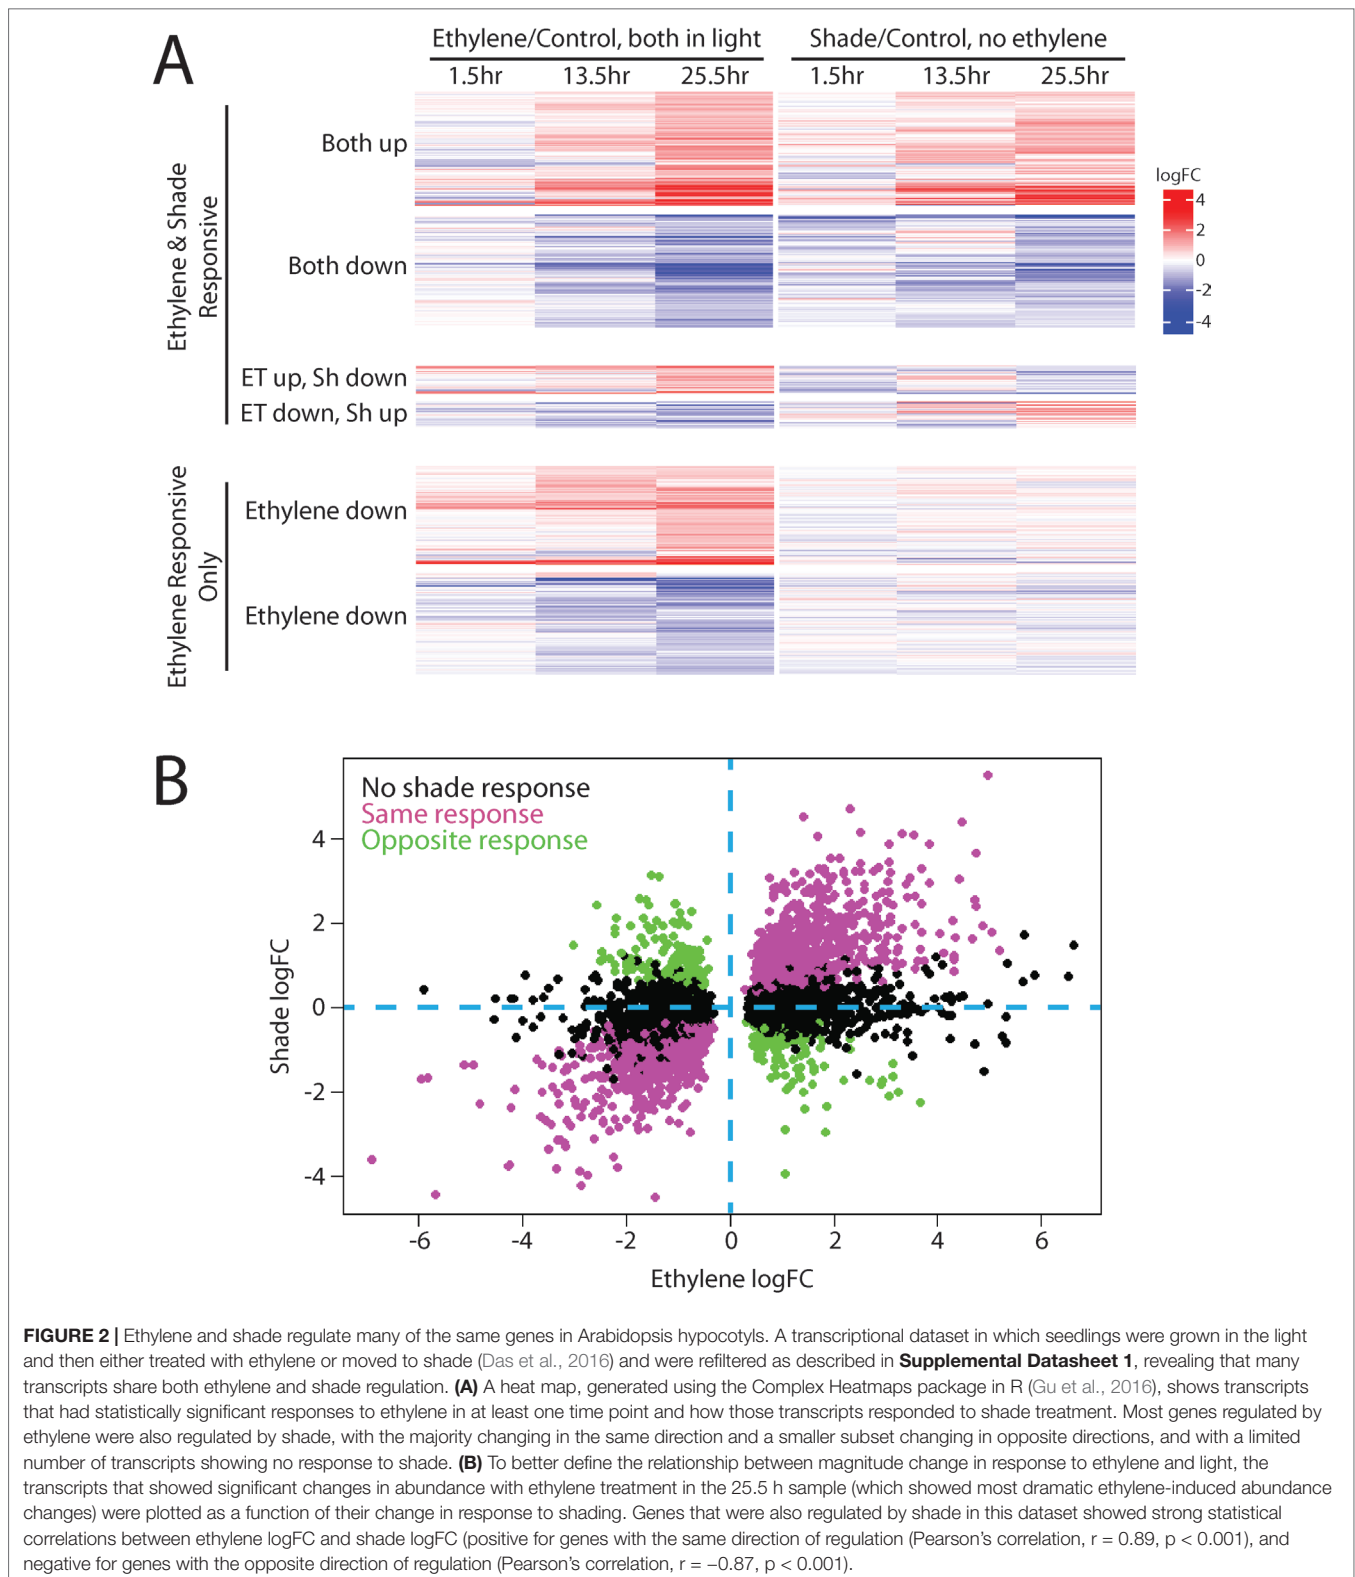 A
Ethylene/Control, both in light
Shade/Control, no ethylene
1.5hr
13.5hr
25.5hr
1.5hr
13.5hr
25.5hr
Ethylene & Shade
Responsive
Both up
Both down
ET up, Sh down
ET down, Sh up
logFC
4
2
0
-2
-4
Ethylene Responsive
Only
Ethylene down
Ethylene down
B
No shade response
Same response
Opposite response
Shade logFC
4
2
0
-2
-4
-6
-4
-2
0
2
4
6
Ethylene logFC
FIGURE 2 | Ethylene and shade regulate many of the same genes in Arabidopsis hypocotyls. A transcriptional dataset in which seedlings were grown in the light
and then either treated with ethylene or moved to shade (Das et al., 2016) and were refiltered as described in Supplemental Datasheet 1, revealing that many
transcripts share both ethylene and shade regulation. (A) A heat map, generated using the Complex Heatmaps package in R (Gu et al., 2016), shows transcripts
that had statistically significant responses to ethylene in at least one time point and how those transcripts responded to shade treatment. Most genes regulated by
ethylene were also regulated by shade, with the majority changing in the same direction and a smaller subset changing in opposite directions, and with a limited
number of transcripts showing no response to shade. (B) To better define the relationship between magnitude change in response to ethylene and light, the
transcripts that showed significant changes in abundance with ethylene treatment in the 25.5 h sample (which showed most dramatic ethylene-induced abundance
changes) were plotted as a function of their change in response to shading. Genes that were also regulated by shade in this dataset showed strong statistical
correlations between ethylene logFC and shade logFC (positive for genes with the same direction of regulation (Pearson's correlation, r = 0.89, p < 0.001), and
negative for genes with the opposite direction of regulation (Pearson's correlation, r = −0.87, p < 0.001).